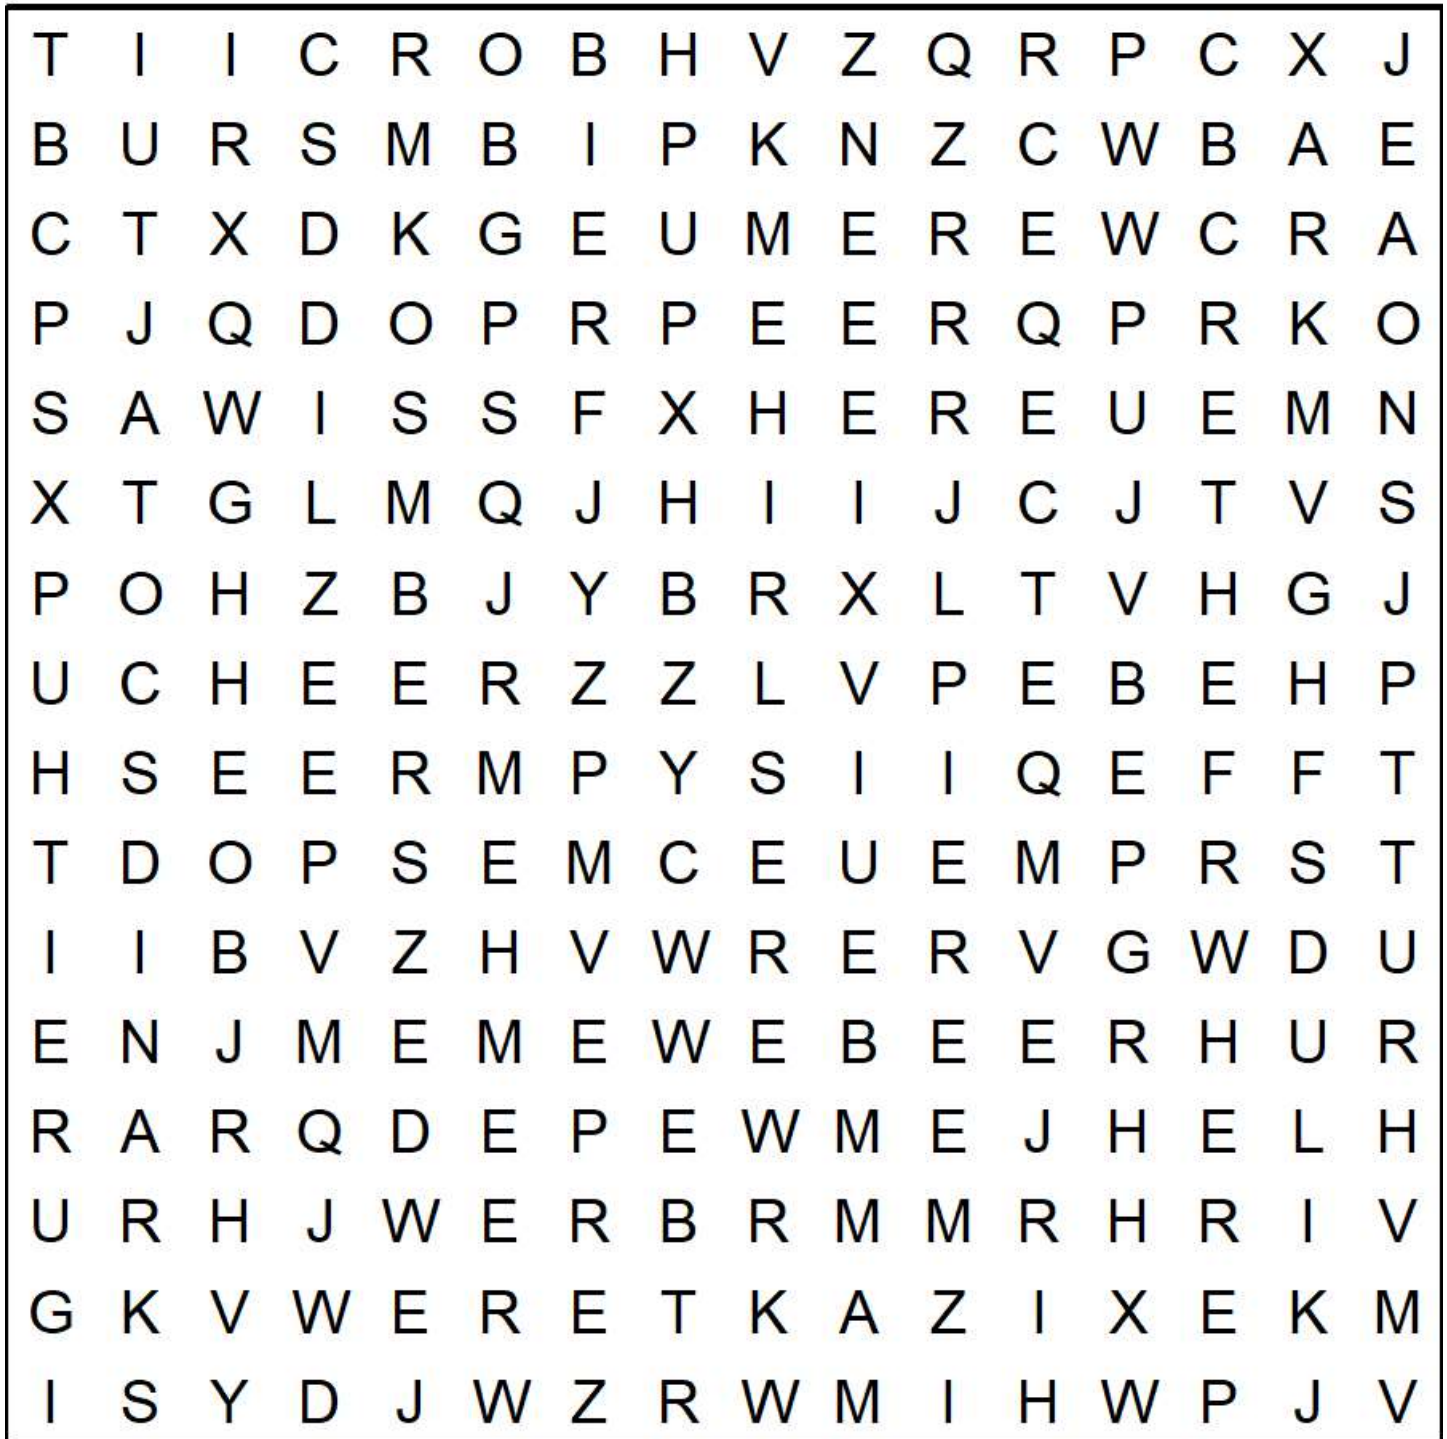 T I I C R O B H V Z Q R P C X J
B U R S M B I P K N Z C W B A E
C T X D K G E U M E R E W C R A
P J Q D O P R P E E R Q P R K O
S A W I S S F X H E R E U E M N
X T G L M Q J H I I J C J T V S
P O H Z B J Y B R X L T V H G J
U C H E E R Z Z L V P E B E H P
H S E E R M P Y S I I Q E F F T
T D O P S E M C E U E M P R S T
I I B V Z H V W R E R V G W D U
E N J M E M E W E B E E R H U R
R A R Q D E P E W M E J H E L H
U R H J W E R B R M M R H R I V
G K V W E R E T K A Z I X E K M
I S Y D J W Z R W M I H W P J V